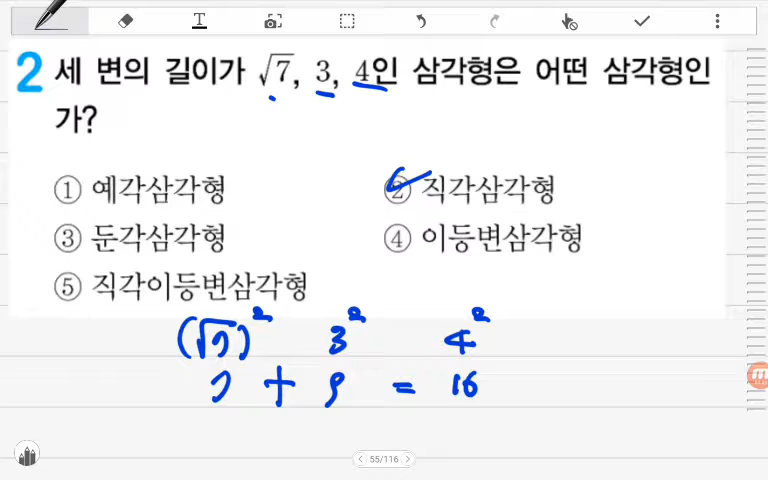 T
2 세 변의 길이가 √7, 3, 4인 삼각형은 어떤 삼각형인
가?
① 예각삼각형 ② 직각삼각형
③ 둔각삼각형 ④ 이등변삼각형
⑤ 직각이등변삼각형
(√7)² 3² 4²
7 + 9 = 16
55/116